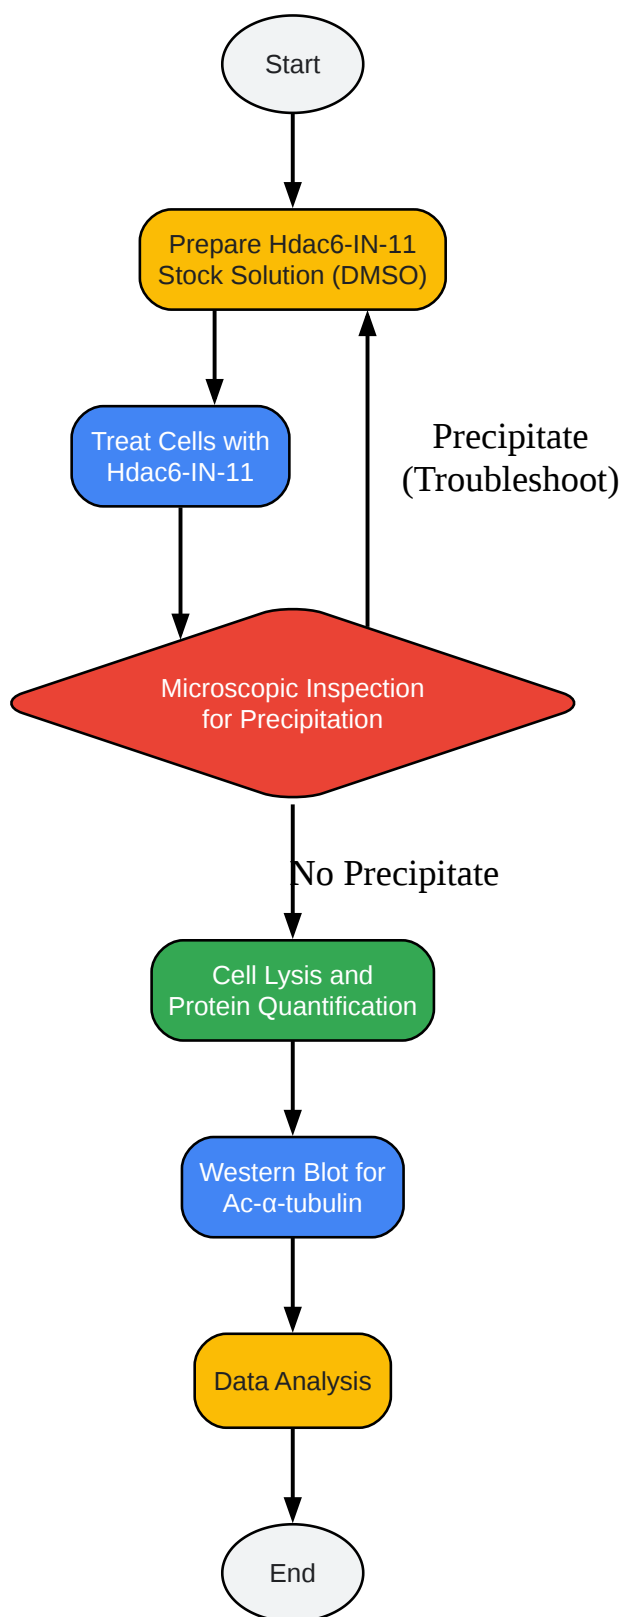 Start
Prepare Hdac6-IN-11
Stock Solution (DMSO)
Treat Cells with
Hdac6-IN-11
Precipitate
(Troubleshoot)
Microscopic Inspection
for Precipitation
No Precipitate
Cell Lysis and
Protein Quantification
Western Blot for
Ac-α-tubulin
Data Analysis
End